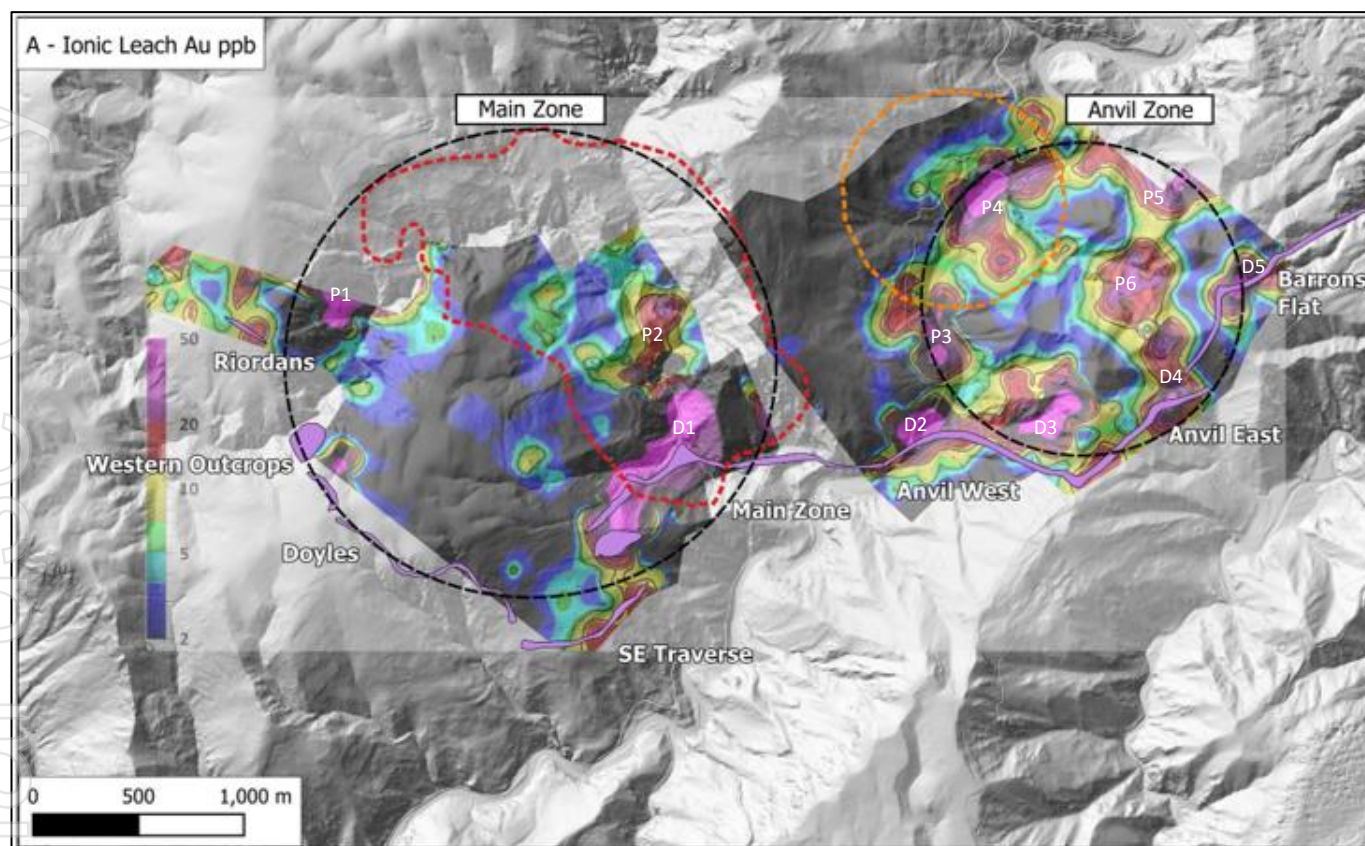 A - Ionic Leach Au ppb
Main Zone
Anvil Zone
P5
P4
D5
Barrons
Flat
P6
P1
P2
P3
50
Riordans
D4
20
D1
D2
D3
Anvil East
Western Outcrops
10
Anvil West
Main Zone
5
Doyles
2
SE Traverse
0 500 1,000 m